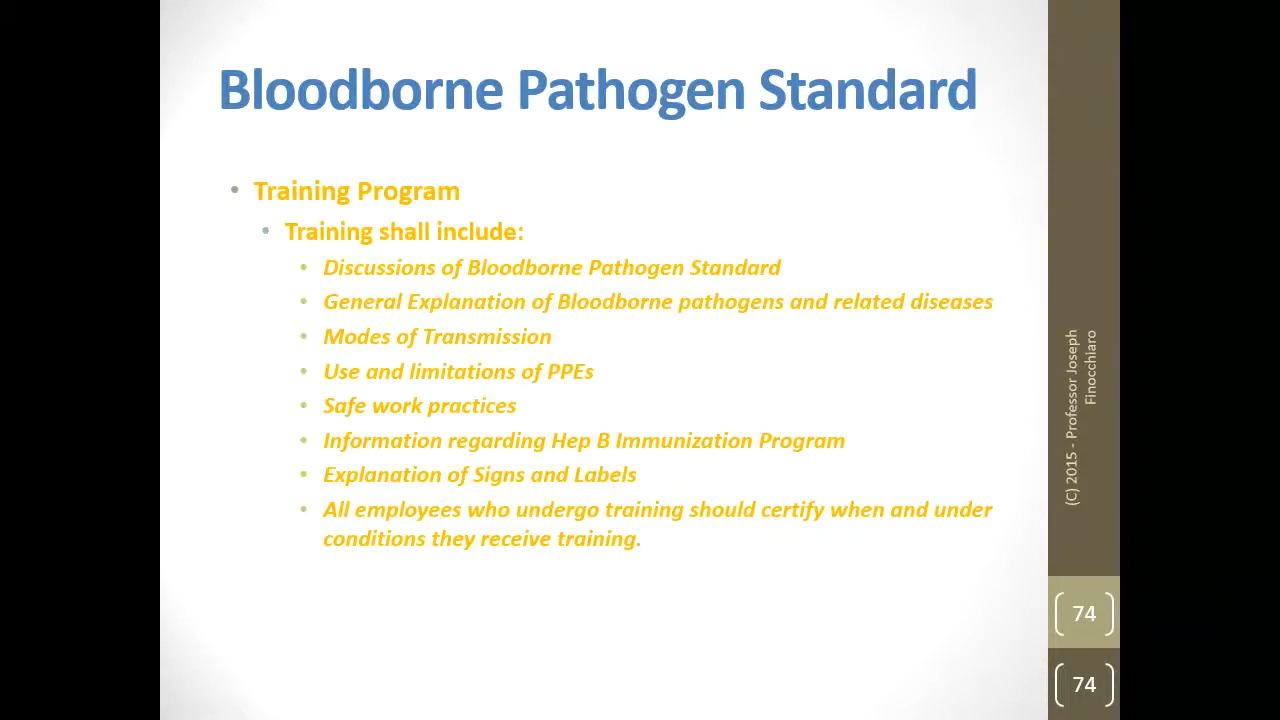 Bloodborne Pathogen Standard
• Training Program
• Training shall include:
• Discussions of Bloodborne Pathogen Standard
• General Explanation of Bloodborne pathogens and related diseases
• Modes of Transmission
• Use and limitations of PPEs
• Safe work practices
• Information regarding Hep B Immunization Program
• Explanation of Signs and Labels
• All employees who undergo training should certify when and under
conditions they receive training.
(C) 2015 - Professor Joseph
Finocchiaro
74
74